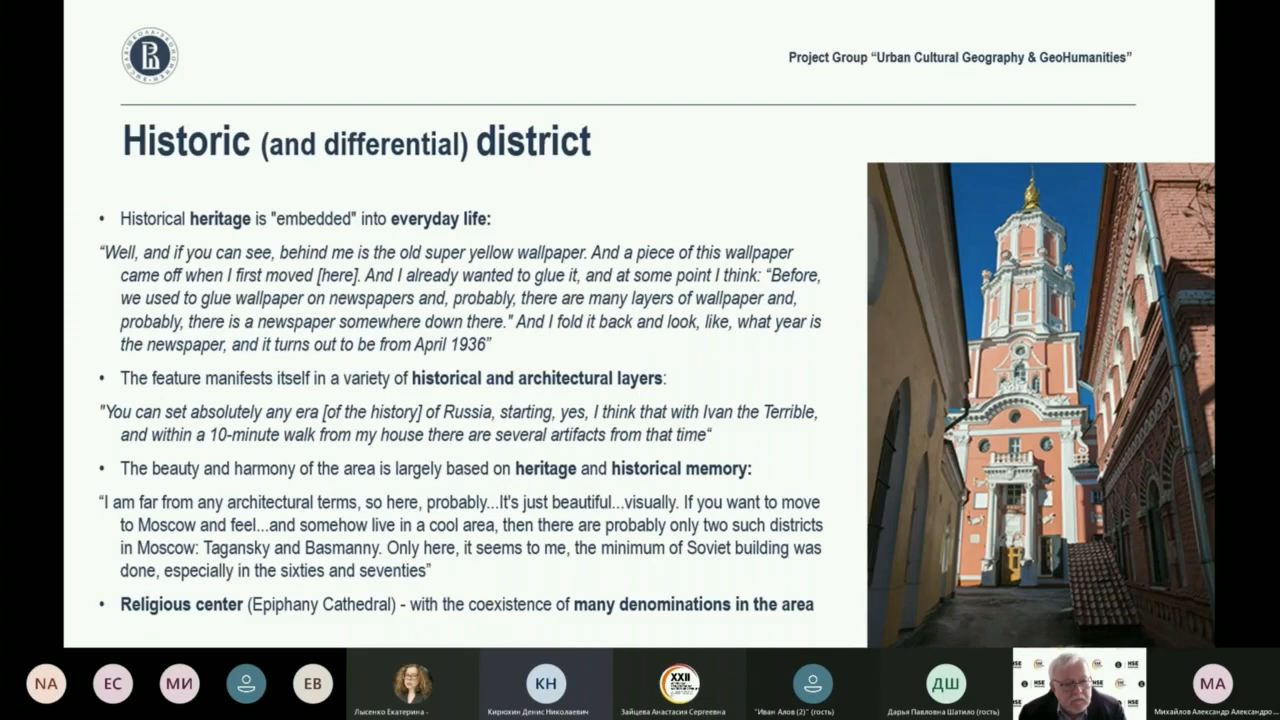 Project Group “Urban Cultural Geography & GeoHumanities”
Historic (and differential) district
• Historical heritage is "embedded" into everyday life:
“Well, and if you can see, behind me is the old super yellow wallpaper. And a piece of this wallpaper
came off when I first moved [here]. And I already wanted to glue it, and at some point I think: “Before,
we used to glue wallpaper on newspapers and, probably, there are many layers of wallpaper and,
probably, there is a newspaper somewhere down there." And I fold it back and look, like, what year is
the newspaper, and it turns out to be from April 1936”
• The feature manifests itself in a variety of historical and architectural layers:
"You can set absolutely any era [of the history] of Russia, starting, yes, I think that with Ivan the Terrible,
and within a 10-minute walk from my house there are several artifacts from that time“
• The beauty and harmony of the area is largely based on heritage and historical memory:
“I am far from any architectural terms, so here, probably...It's just beautiful...visually. If you want to move
to Moscow and feel...and somehow live in a cool area, then there are probably only two such districts
in Moscow: Tagansky and Basmanny. Only here, it seems to me, the minimum of Soviet building was
done, especially in the sixties and seventies”
• Religious center (Epiphany Cathedral) - with the coexistence of many denominations in the area
NA
ЕС
МИ
ЕВ
Лысенко Екатерина -
КН
Кирюхин Денис Николаевич
XXII
Зайцева Анастасия Сергеевна
"Иван Алов (2)" (гость)
ДШ
Дарья Павловна Шатило (гость)
HSE
HSE
МА
Михайлов Александр Александро...